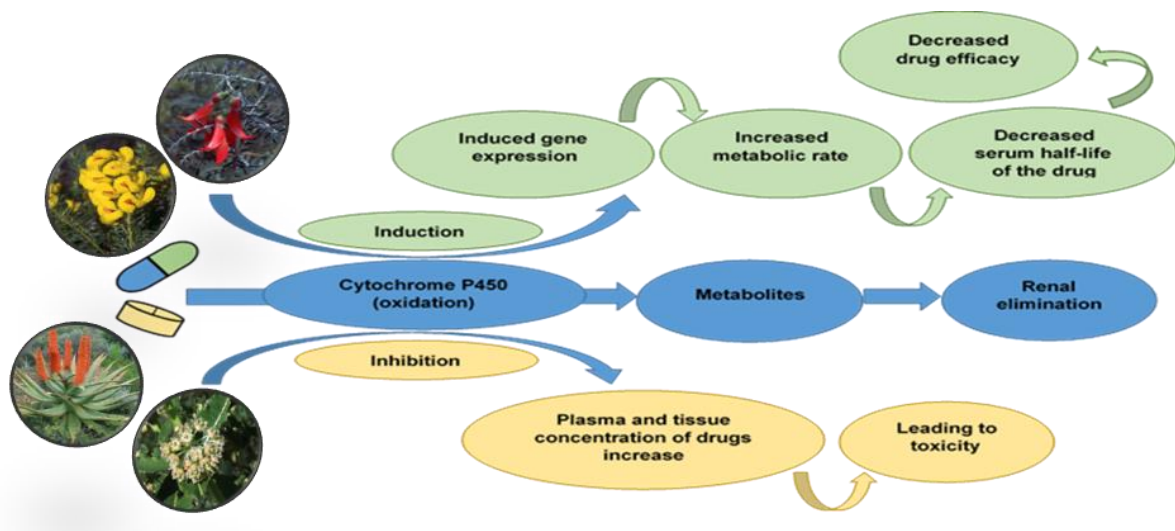 Decreased
drug efficacy
Induced gene
expression
Increased
metabolic rate
Decreased
serum half-life
of the drug
Induction
Cytochrome P450
(oxidation)
Metabolites
Renal
elimination
Inhibition
Plasma and tissue
concentration of drugs
increase
Leading to
toxicity